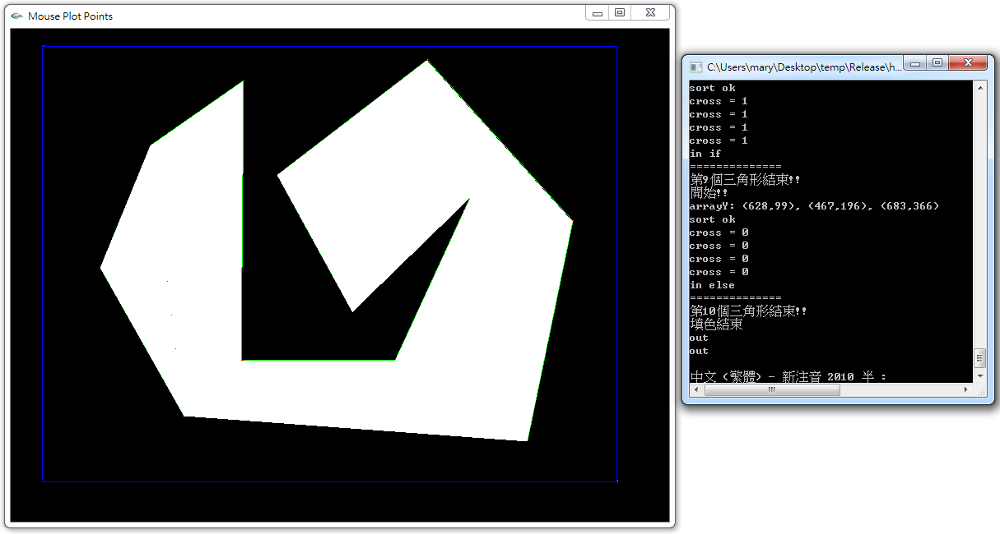 Mouse Plot Points
C:\Users\mary\Desktop\temp\Release\h...
sort ok
cross = 1
cross = 1
cross = 1
cross = 1
in if
==============
第9個三角形結束!!
開始!!
arrayY: (628,99), (467,196), (683,366)
sort ok
cross = 0
cross = 0
cross = 0
cross = 0
in else
==============
第10個三角形結束!!
填色結束
out
out
中文 (繁體) - 新注音 2010 半 :